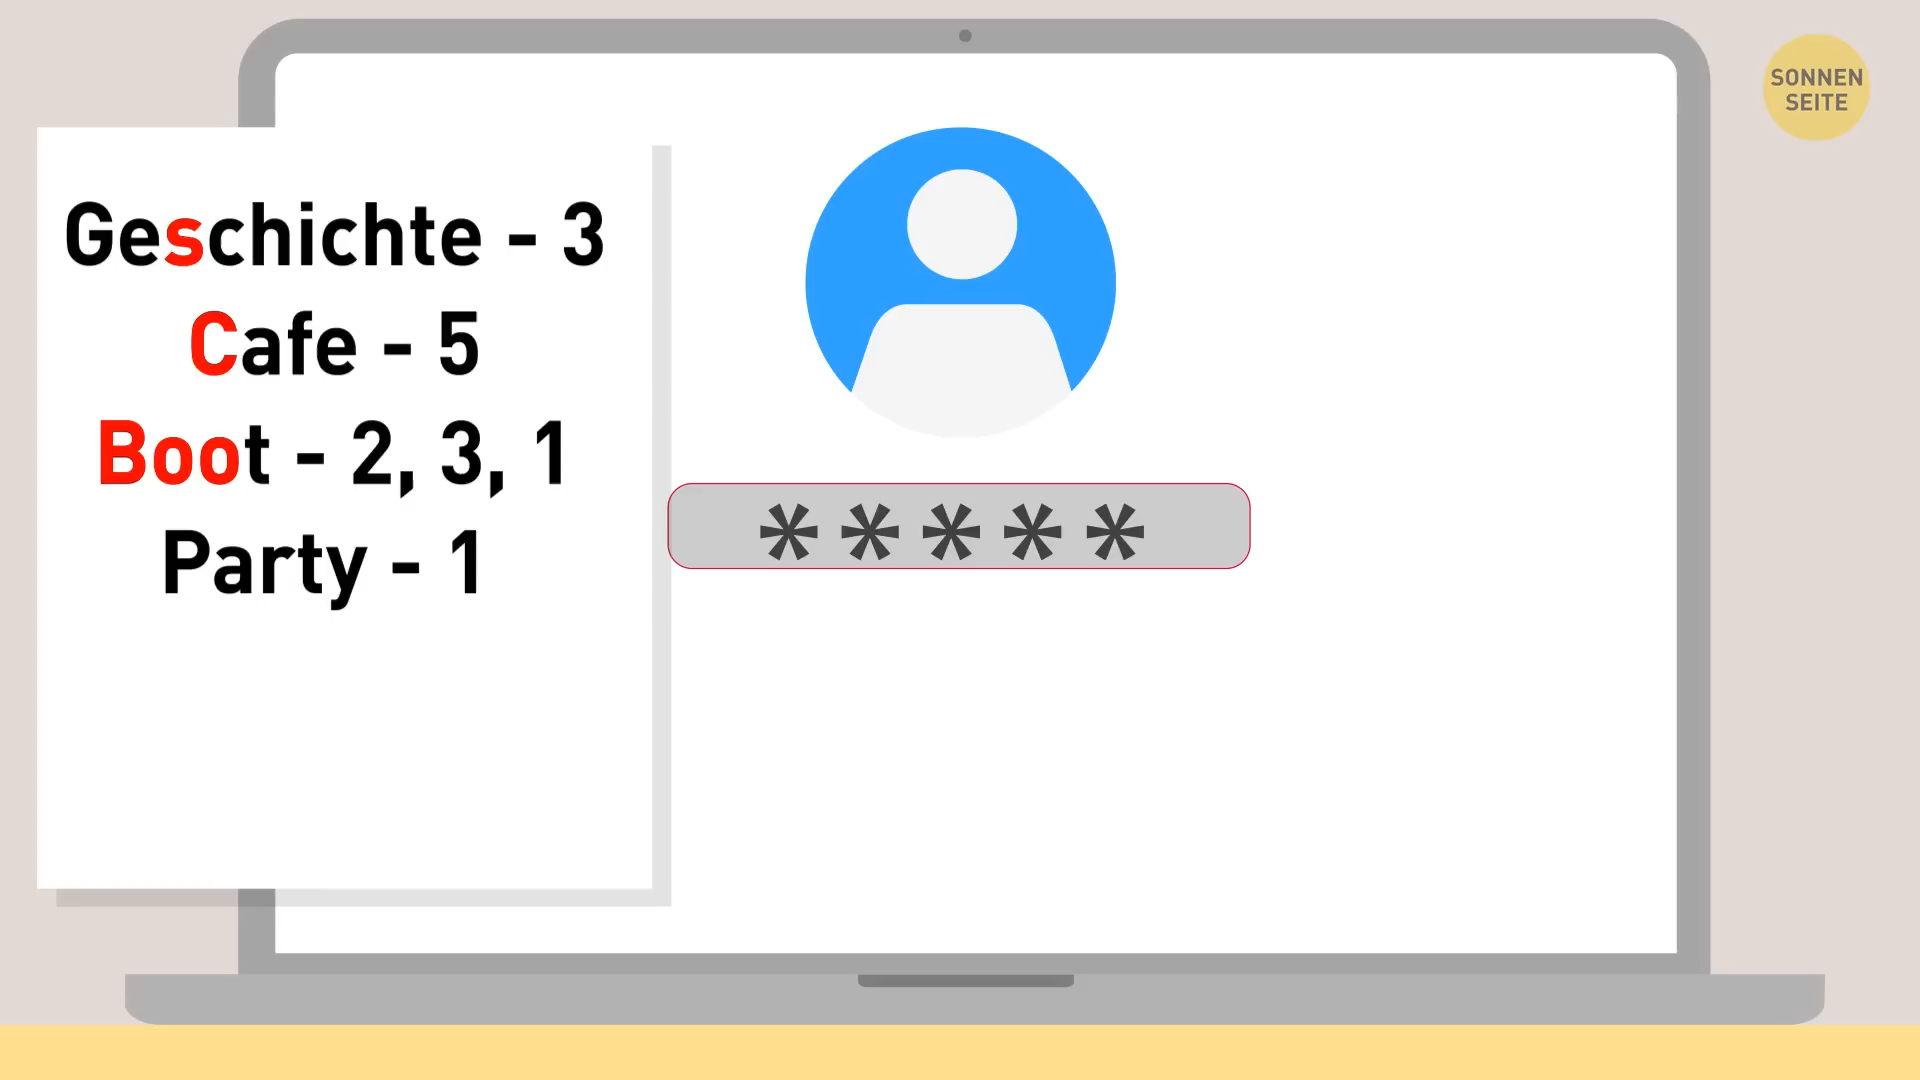 SONNEN
SEITE
Geschichte - 3
Cafe - 5
Boot - 2, 3, 1
Party - 1
*****